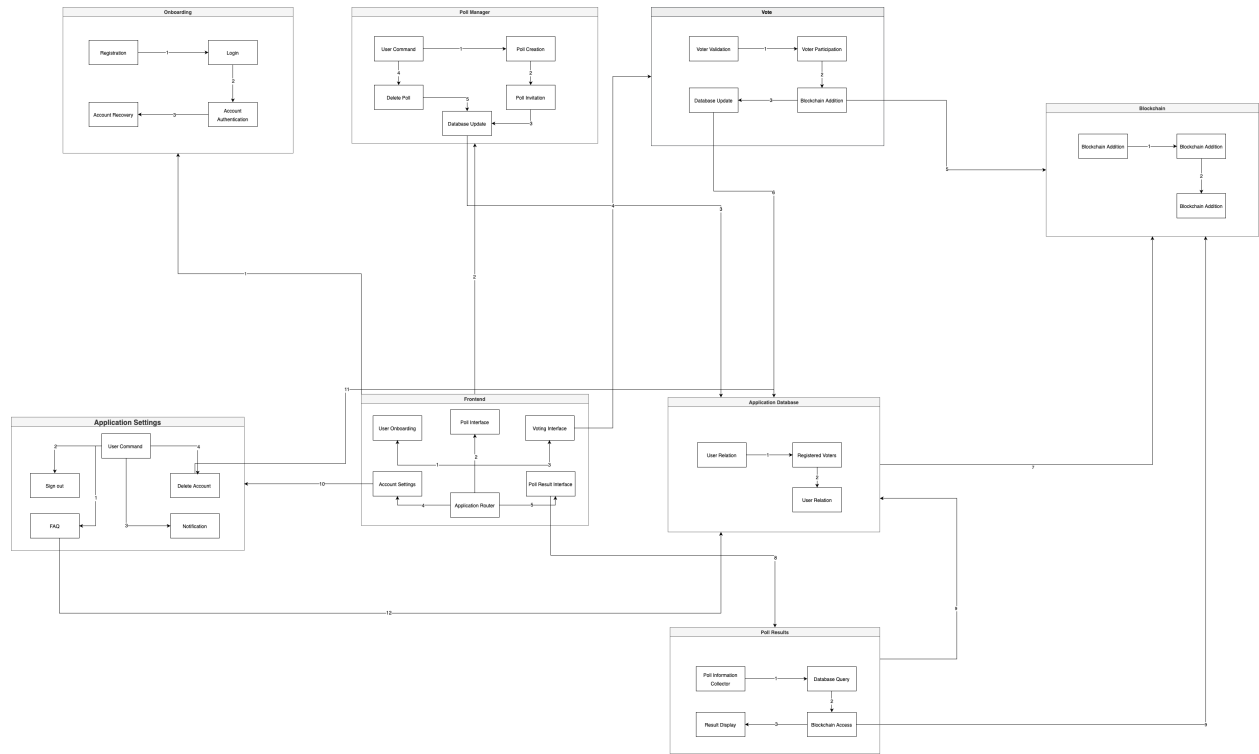 Onboarding
Registration
1
Login
2
Account Recovery
3
Account
Authentication
Poll Manager
User Command
1
Poll Creation
4
2
Delete Poll
5
Poll Invitation
3
Database Update
Vote
Voter Validation
1
Voter Participation
2
Database Update
3
Blockchain Addition
Blockchain
Blockchain Addition
1
Blockchain Addition
2
Blockchain Addition
5
6
4
3
1
2
7
11
10
12
8
9
9
Application Settings
User Command
2
4
Sign out
Delete Account
1
FAQ
3
Notification
Frontend
User Onboarding
Poll Interface
Voting Interface
1
2
3
Account Settings
Poll Result Interface
4
Application Router
5
Application Database
User Relation
1
Registered Voters
2
User Relation
Poll Results
Poll Information
Collector
1
Database Query
2
Result Display
3
Blockchain Access